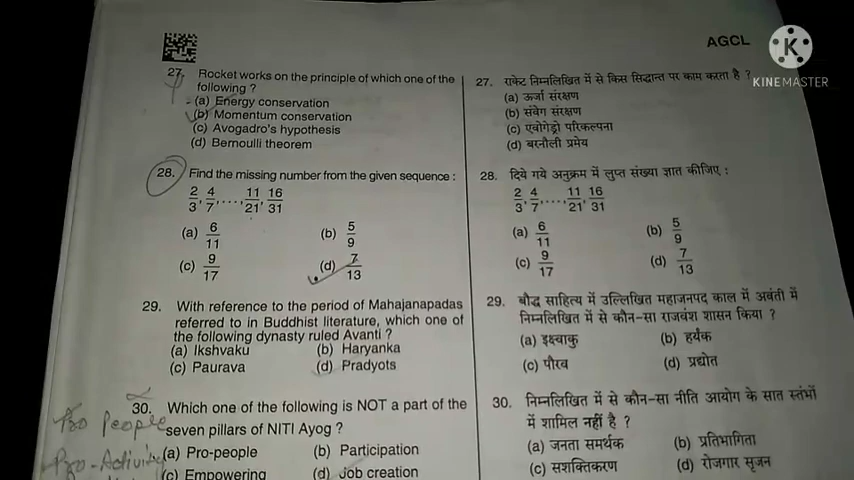 AGCL
K
KINEMASTER
27. Rocket works on the principle of which one of the
following ?
(a) Energy conservation
(b) Momentum conservation
(c) Avogadro's hypothesis
(d) Bernoulli theorem
28. Find the missing number from the given sequence :
2/3, 4/7, ....., 11/21, 16/31
(a) 6/11 (b) 5/9
(c) 9/17 (d) 7/13
29. With reference to the period of Mahajanapadas
referred to in Buddhist literature, which one of
the following dynasty ruled Avanti ?
(a) Ikshvaku (b) Haryanka
(c) Paurava (d) Pradyots
30. Which one of the following is NOT a part of the
seven pillars of NITI Ayog ?
(a) Pro-people (b) Participation
(c) Empowering (d) Job creation
People
27. राकेट निम्नलिखित में से किस सिद्धान्त पर काम करता है ?
(a) ऊर्जा संरक्षण
(b) संवेग संरक्षण
(c) एवोगेड्रो परिकल्पना
(d) बरनौली प्रमेय
28. दिये गये अनुक्रम में लुप्त संख्या ज्ञात कीजिए :
2/3, 4/7, ....., 11/21, 16/31
(a) 6/11 (b) 5/9
(c) 9/17 (d) 7/13
29. बौद्ध साहित्य में उल्लिखित महाजनपद काल में अवंती में
निम्नलिखित में से कौन-सा राजवंश शासन किया ?
(a) इक्ष्वाकु (b) हर्यंक
(c) पौरव (d) प्रद्योत
30. निम्नलिखित में से कौन-सा नीति आयोग के सात स्तंभों
में शामिल नहीं है ?
(a) जनता समर्थक (b) प्रतिभागिता
(c) सशक्तिकरण (d) रोजगार सृजन